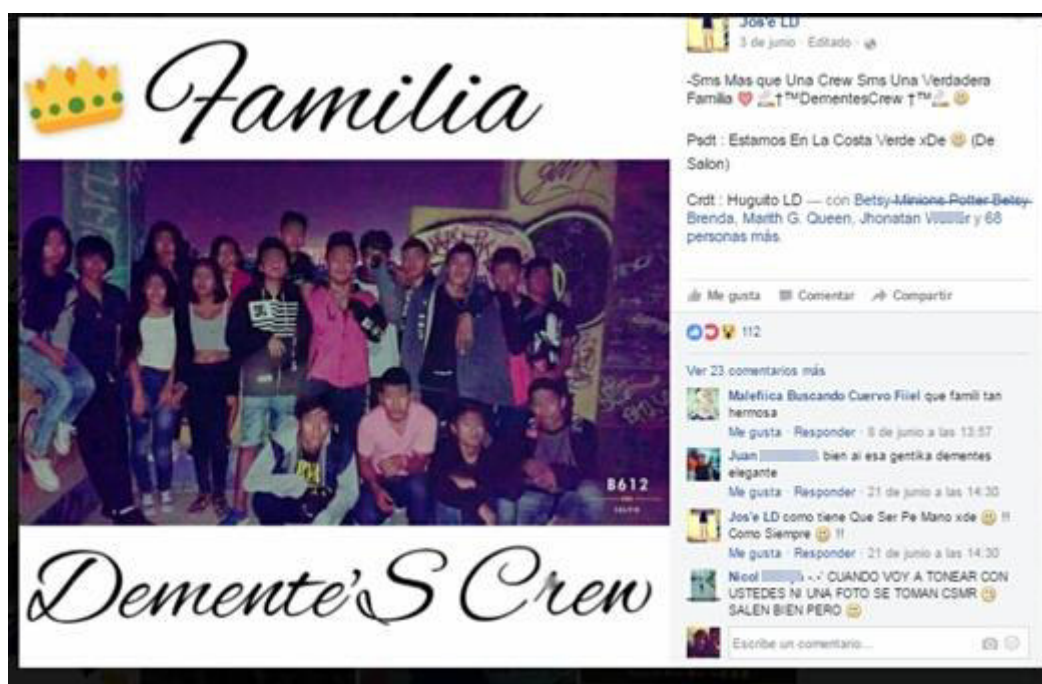 Familia
B612
SELFIE
Demente'S Crew
Jos'e LD
3 de junio · Editado ·
-Sms Mas que Una Crew Sms Una Verdadera
Familia †™DementesCrew †™
Psdt : Estamos En La Costa Verde xDe (De
Salon)
Crdt : Huguito LD — con Betsy Minions Potter Betsy
Brenda, Marith G. Queen, Jhonatan y 68
personas más.
Me gusta Comentar Compartir
112
Ver 23 comentarios más
Malefiica Buscando Cuervo Fiiel que famili tan
hermosa
Me gusta · Responder · 8 de junio a las 13:57
Juan bien ai esa gentika dementes
elegante
Me gusta · Responder · 21 de junio a las 14:30
Jos'e LD como tiene Que Ser Pe Mano xde !!
Como Siempre !!
Me gusta · Responder · 21 de junio a las 14:30
Nicol -.-' CUANDO VOY A TONEAR CON
USTEDES NI UNA FOTO SE TOMAN CSMR
SALEN BIEN PERO
Escribe un comentario...